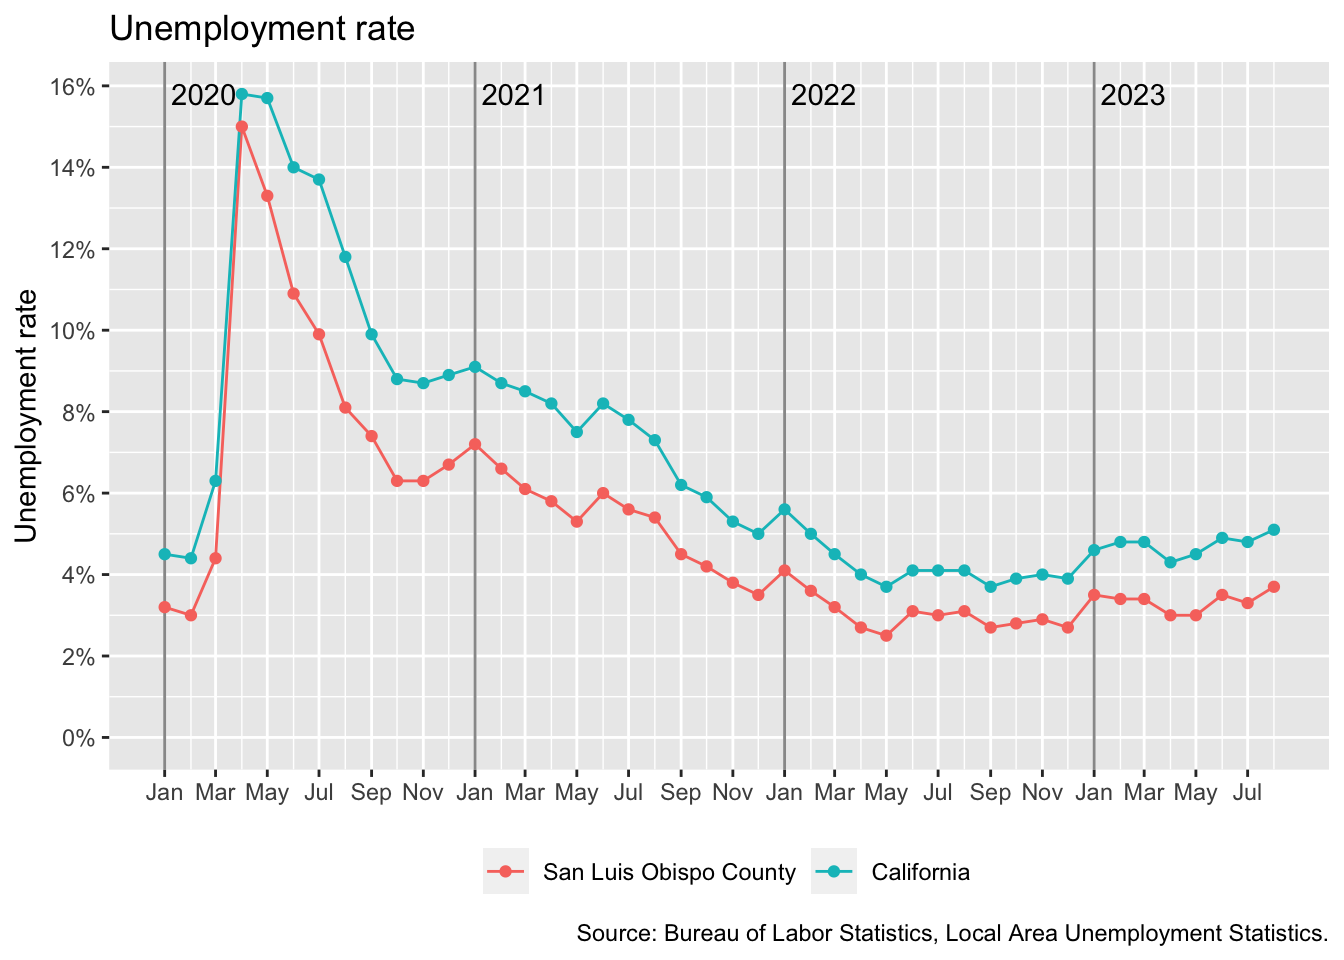 Unemployment rate
Unemployment rate
16%
14%
12%
10%
8%
6%
4%
2%
0%
2020 2021 2022 2023
Jan Mar May Jul Sep Nov Jan Mar May Jul Sep Nov Jan Mar May Jul Sep Nov Jan Mar May Jul
San Luis Obispo County California
Source: Bureau of Labor Statistics, Local Area Unemployment Statistics.